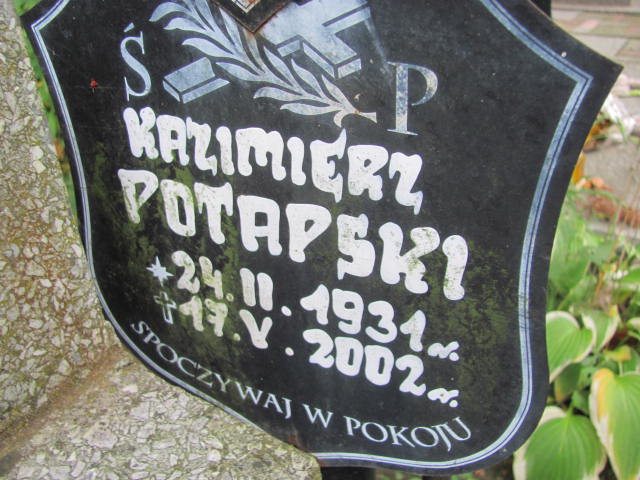 Ś P
KAZIMIERZ
POTAPSKI
24.II.1931 r.
17.V.2002 r.
SPOCZYWAJ W POKOJU